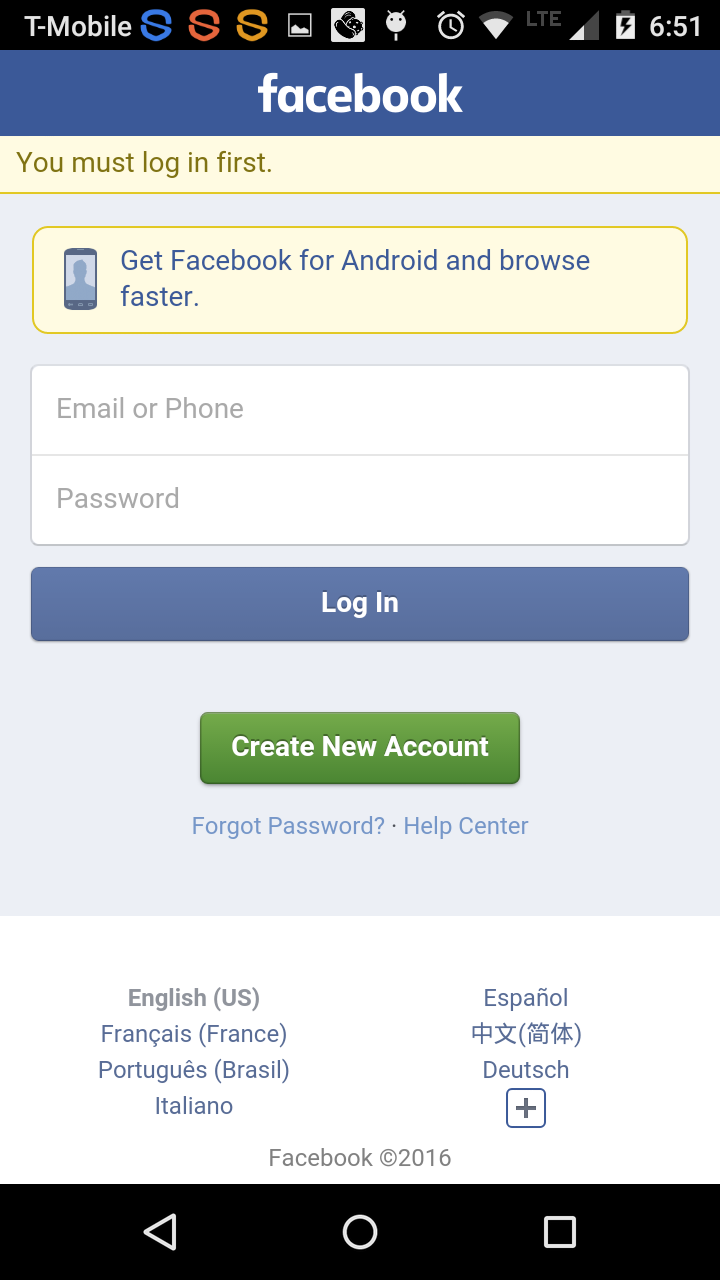 T-Mobile LTE 6:51
facebook
You must log in first.
Get Facebook for Android and browse
faster.
Email or Phone
Password
Log In
Create New Account
Forgot Password? · Help Center
English (US) Español
Français (France) 中文(简体)
Português (Brasil) Deutsch
Italiano
Facebook ©2016